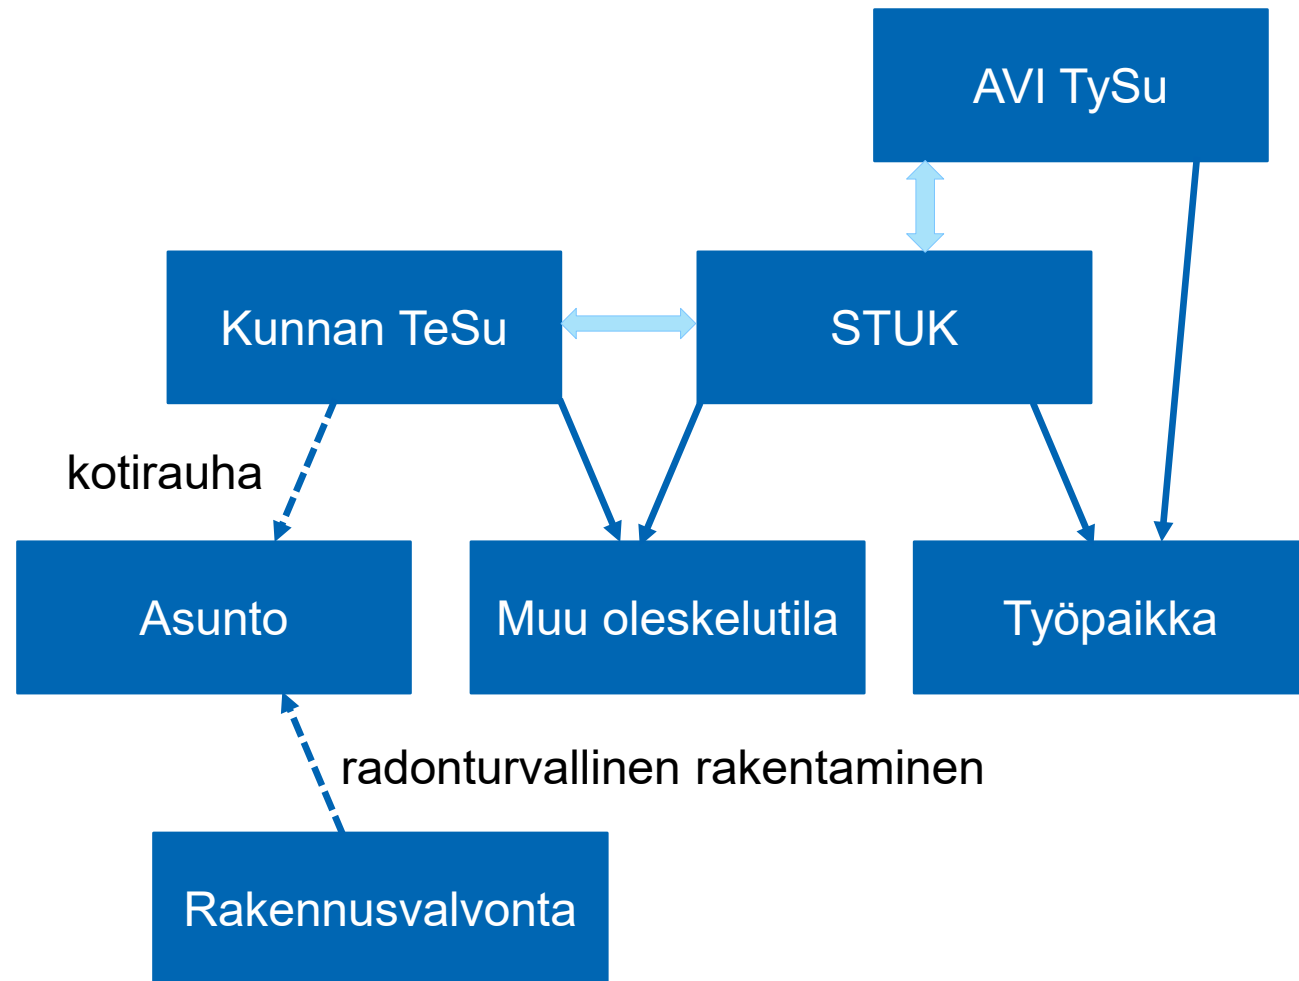 AVI TySu
Kunnan TeSu
STUK
kotirauha
Asunto
Muu oleskelutila
Työpaikka
radonturvallinen rakentaminen
Rakennusvalvonta